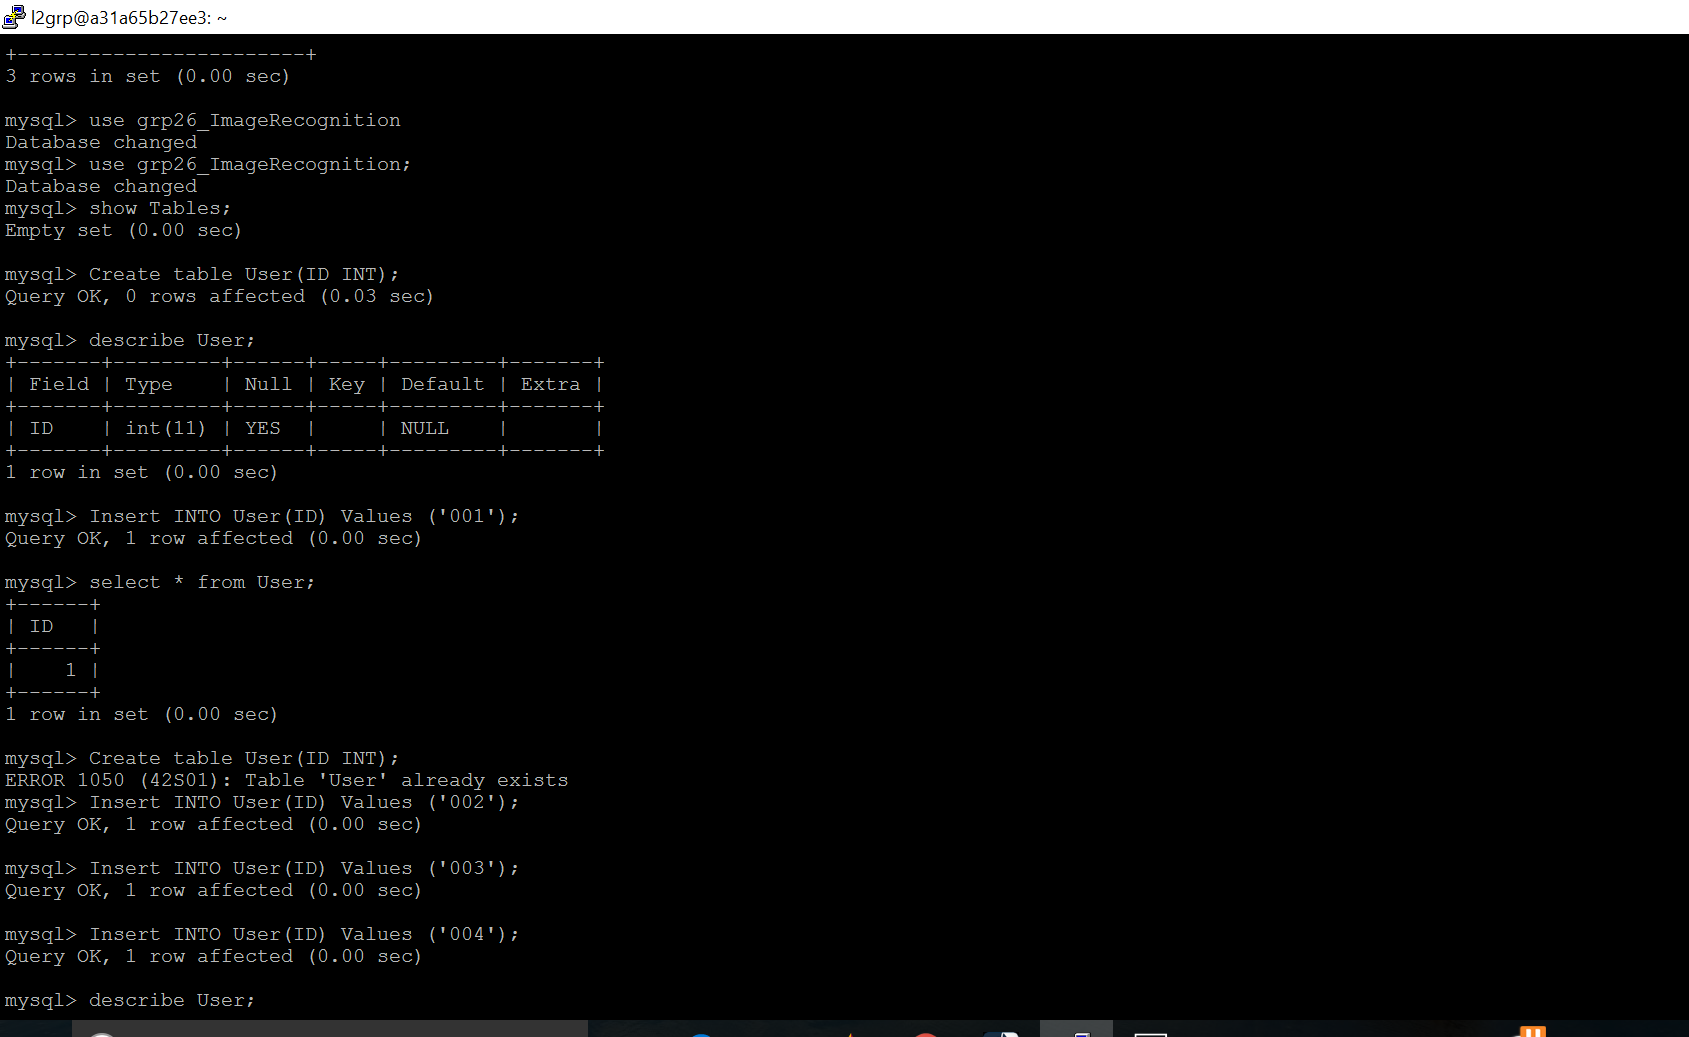 l2grp@a31a65b27ee3: ~
+------------------------+
3 rows in set (0.00 sec)
mysql> use grp26_ImageRecognition
Database changed
mysql> use grp26_ImageRecognition;
Database changed
mysql> show Tables;
Empty set (0.00 sec)
mysql> Create table User(ID INT);
Query OK, 0 rows affected (0.03 sec)
mysql> describe User;
+-------+---------+------+-----+---------+-------+
| Field | Type    | Null | Key | Default | Extra |
+-------+---------+------+-----+---------+-------+
| ID    | int(11) | YES  |     | NULL    |       |
+-------+---------+------+-----+---------+-------+
1 row in set (0.00 sec)
mysql> Insert INTO User(ID) Values ('001');
Query OK, 1 row affected (0.00 sec)
mysql> select * from User;
+------+
| ID   |
+------+
|    1 |
+------+
1 row in set (0.00 sec)
mysql> Create table User(ID INT);
ERROR 1050 (42S01): Table 'User' already exists
mysql> Insert INTO User(ID) Values ('002');
Query OK, 1 row affected (0.00 sec)
mysql> Insert INTO User(ID) Values ('003');
Query OK, 1 row affected (0.00 sec)
mysql> Insert INTO User(ID) Values ('004');
Query OK, 1 row affected (0.00 sec)
mysql> describe User;